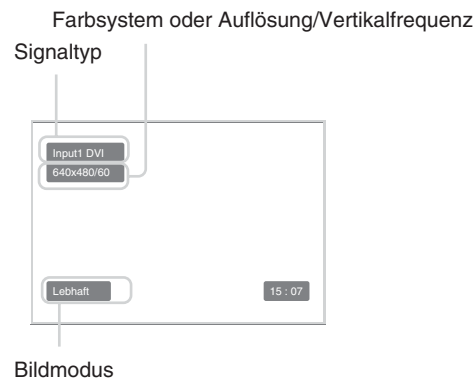 Farbsystem oder Auflösung/Vertikalfrequenz
Signaltyp
Input1 DVI
640x480/60
Lebhaft
15 : 07
Bildmodus